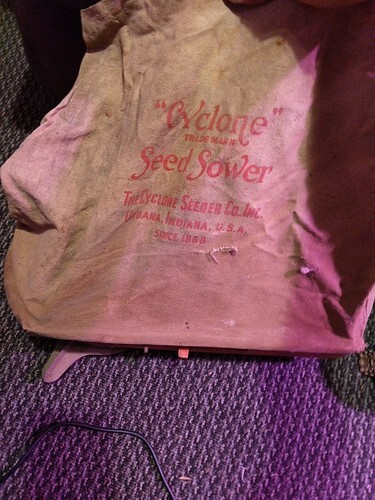 "Cyclone"
TRADE MARK
Seed Sower
THE CYCLONE SEEDER CO. INC.
URBANA, INDIANA, U.S.A.
SINCE 1868